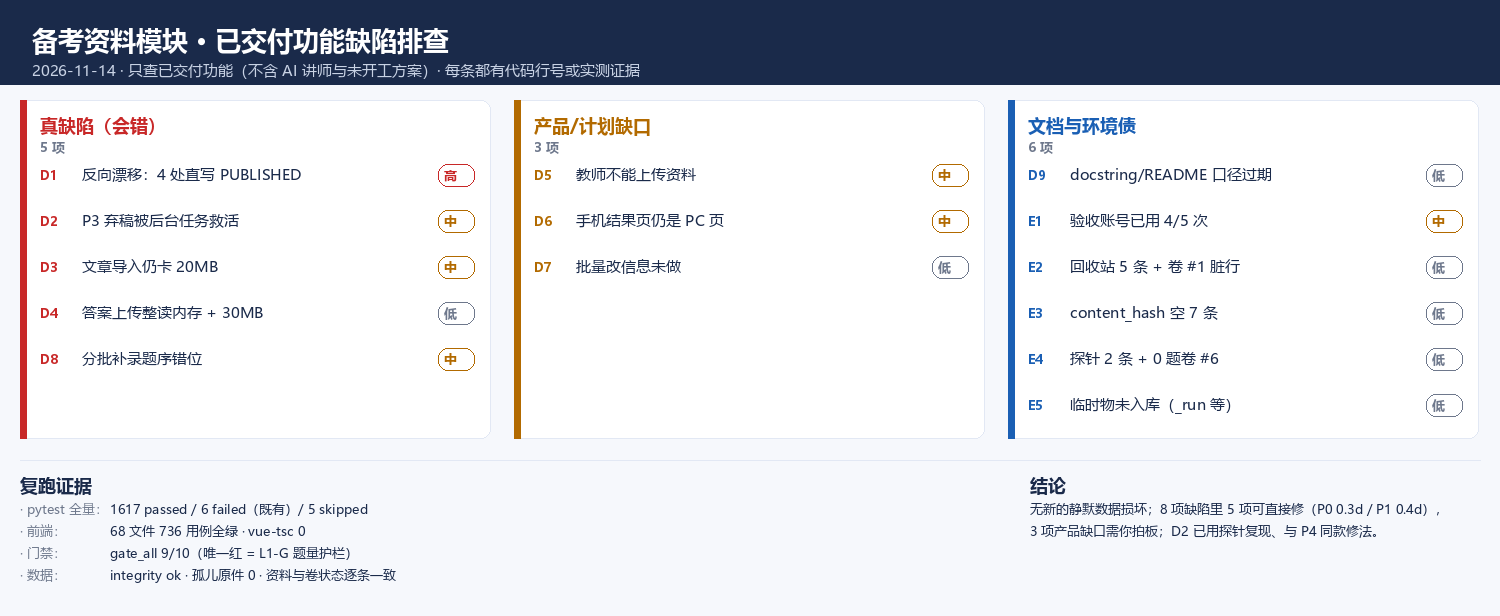 备考资料模块 · 已交付功能缺陷排查
2026-11-14 · 只查已交付功能（不含 AI 讲师与未开工方案）· 每条都有代码行号或实测证据
真缺陷（会错）
5 项
D1 反向漂移：4 处直写 PUBLISHED 高
D2 P3 弃稿被后台任务救活 中
D3 文章导入仍卡 20MB 中
D4 答案上传整读内存 + 30MB 低
D8 分批补录题序错位 中
产品/计划缺口
3 项
D5 教师不能上传资料 中
D6 手机结果页仍是 PC 页 中
D7 批量改信息未做 低
文档与环境债
6 项
D9 docstring/README 口径过期 低
E1 验收账号已用 4/5 次 中
E2 回收站 5 条 + 卷 #1 脏行 低
E3 content_hash 空 7 条 低
E4 探针 2 条 + 0 题卷 #6 低
E5 临时物未入库（_run 等） 低
复跑证据
· pytest 全量： 1617 passed / 6 failed（既有）/ 5 skipped
· 前端： 68 文件 736 用例全绿 · vue-tsc 0
· 门禁： gate_all 9/10（唯一红 = L1-G 题量护栏）
· 数据： integrity ok · 孤儿原件 0 · 资料与卷状态逐条一致
结论
无新的静默数据损坏；8 项缺陷里 5 项可直接修（P0 0.3d / P1 0.4d），
3 项产品缺口需你拍板；D2 已用探针复现、与 P4 同款修法。